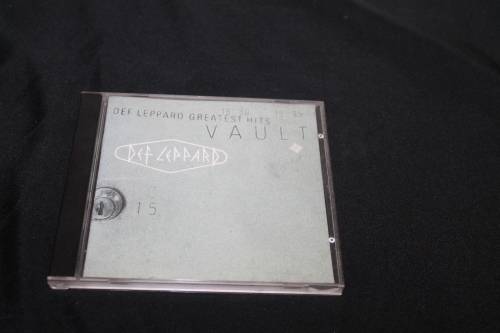 DEF LEPPARD GREATEST HITS
VAULT
DEF LEPPARD
15